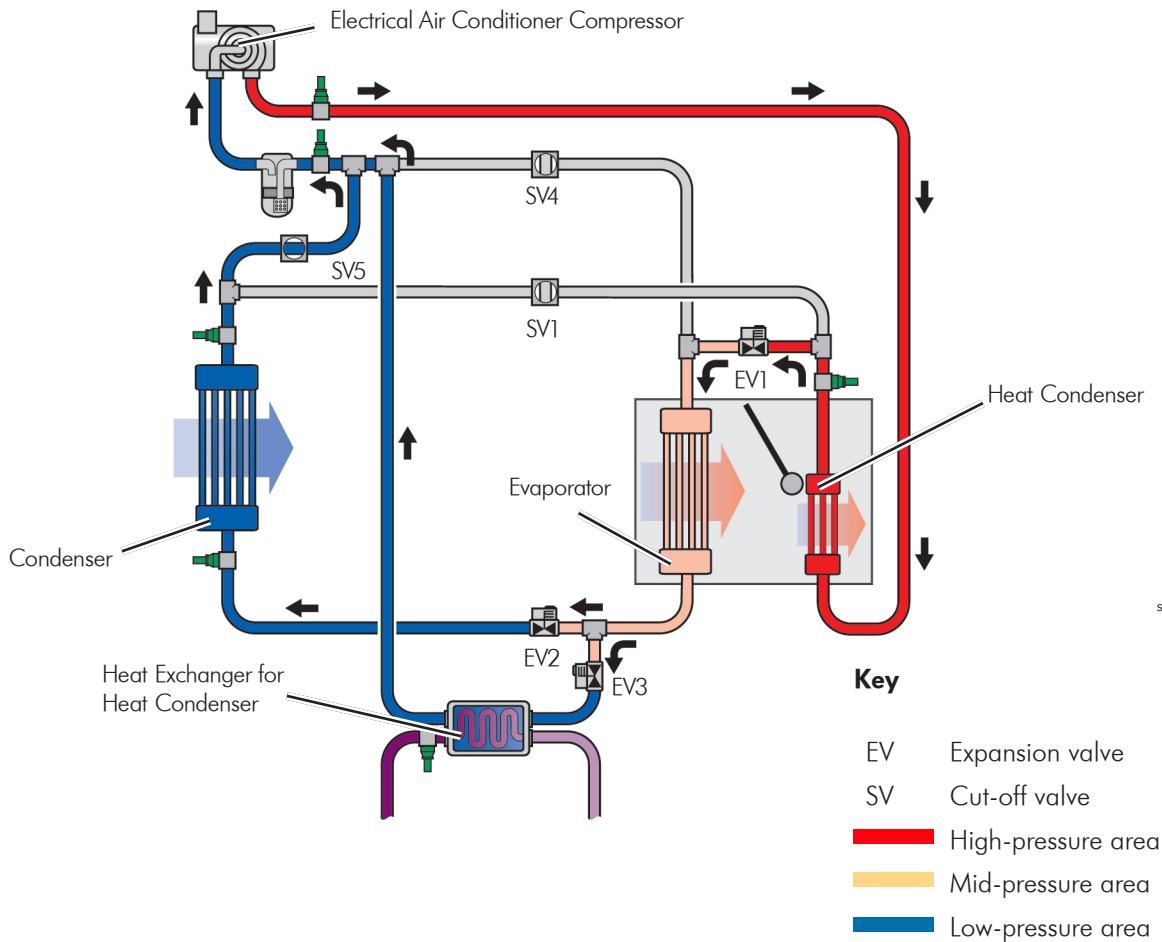 Electrical Air Conditioner Compressor
SV4
SV5
SV1
EV1
Heat Condenser
Evaporator
Condenser
s
EV2
Heat Exchanger for
Heat Condenser
EV3
Key
EV Expansion valve
SV Cut-off valve
High-pressure area
Mid-pressure area
Low-pressure area